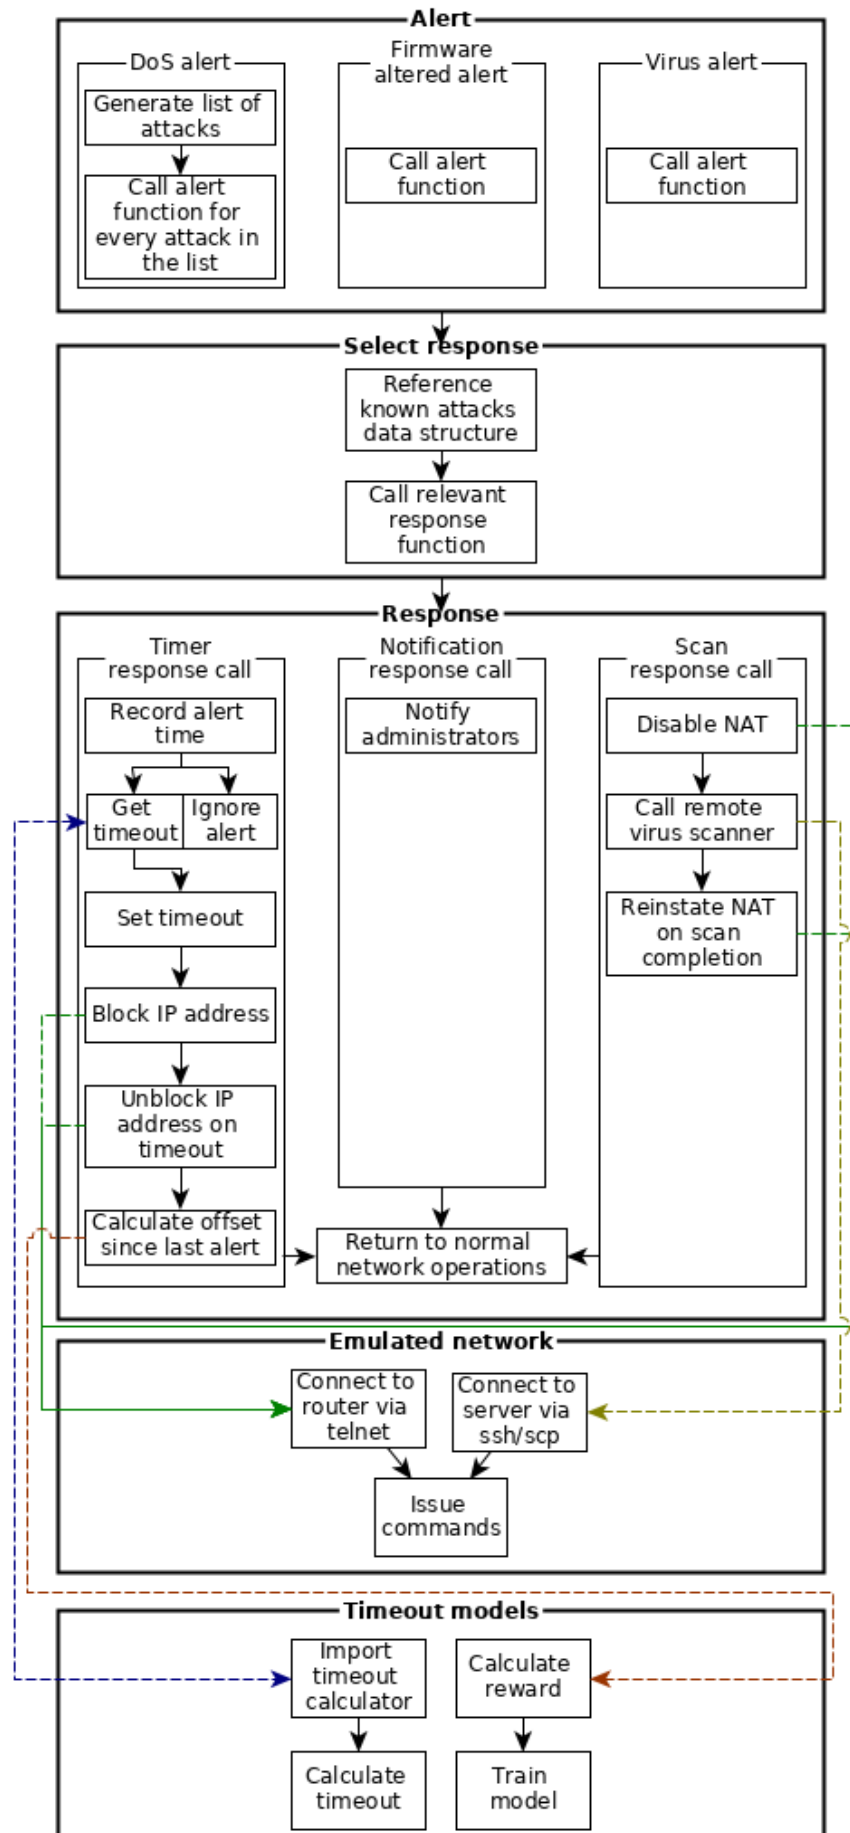 Alert
DoS alert
Generate list of
attacks
Call alert
function for
every attack in
the list
Firmware
altered alert
Call alert
function
Virus alert
Call alert
function
Select response
Reference
known attacks
data structure
Call relevant
response
function
Response
Timer
response call
Record alert
time
Get
timeout
Ignore
alert
Set timeout
Block IP address
Unblock IP
address on
timeout
Calculate offset
since last alert
Notification
response call
Notify
administrators
Return to normal
network operations
Scan
response call
Disable NAT
Call remote
virus scanner
Reinstate NAT
on scan
completion
Emulated network
Connect to
router via
telnet
Connect to
server via
ssh/scp
Issue
commands
Timeout models
Import
timeout
calculator
Calculate
timeout
Calculate
reward
Train
model